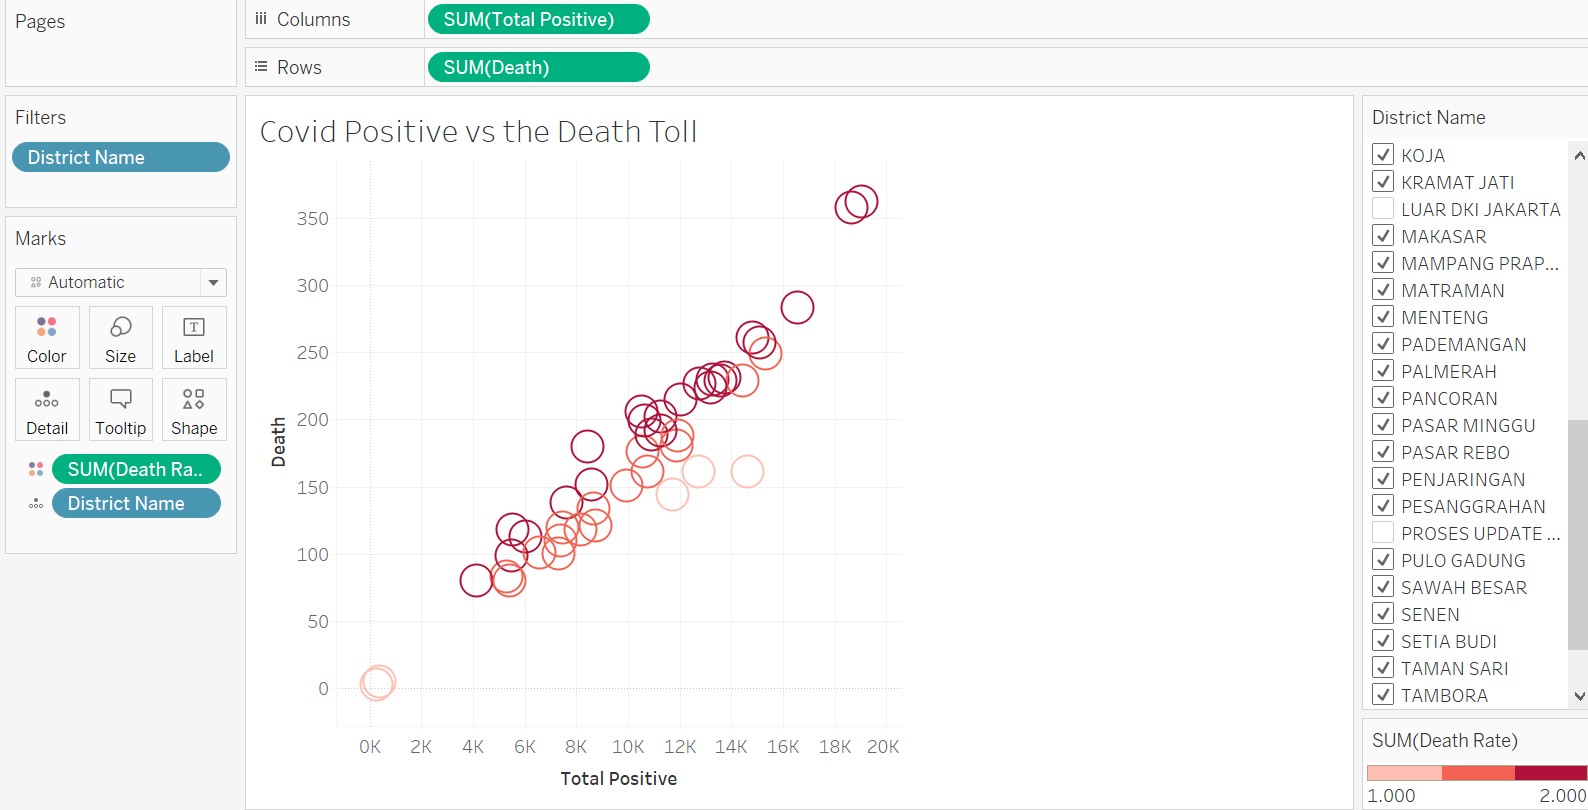 Pages
Columns
SUM(Total Positive)
Rows
SUM(Death)
Filters
District Name
Marks
Automatic
Color
Size
Label
Detail
Tooltip
Shape
SUM(Death Ra..
District Name
Covid Positive vs the Death Toll
Death
350
300
250
200
150
100
50
0
0K 2K 4K 6K 8K 10K 12K 14K 16K 18K 20K
Total Positive
District Name
KOJA
KRAMAT JATI
LUAR DKI JAKARTA
MAKASAR
MAMPANG PRAP...
MATRAMAN
MENTENG
PADEMANGAN
PALMERAH
PANCORAN
PASAR MINGGU
PASAR REBO
PENJARINGAN
PESANGGRAHAN
PROSES UPDATE ...
PULO GADUNG
SAWAH BESAR
SENEN
SETIA BUDI
TAMAN SARI
TAMBORA
SUM(Death Rate)
1.000 2.000